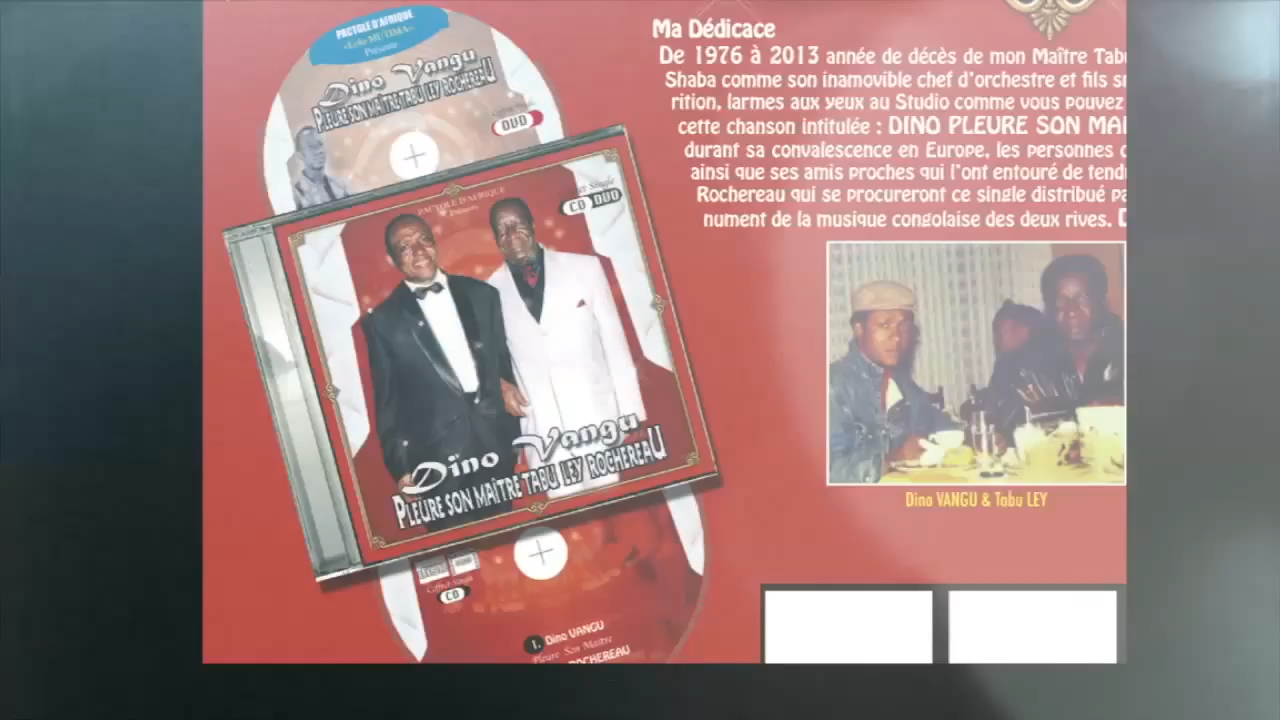 PACTOLE D'AFRIQUE
Présente
Dino Vangu
PLEURE SON MAÎTRE TABU LEY ROCHEREAU
DVD
PACTOLE D'AFRIQUE
Présente
Single
CD DVD
Dino Vangu
PLEURE SON MAÎTRE TABU LEY ROCHEREAU
Coffret Single
CD
1. Dino VANGU
Pleure Son Maître
ROCHEREAU
Ma Dédicace
De 1976 à 2013 année de décès de mon Maître Tabu
Shaba comme son inamovible chef d'orchestre et fils
rition, larmes aux yeux au Studio comme vous pouvez
cette chanson intitulée : DINO PLEURE SON
durant sa convalescence en Europe, les personnes
ainsi que ses amis proches qui l'ont entouré de
Rochereau qui se procureront ce single distribué
nument de la musique congolaise des deux rives.
Dino VANGU & Tabu LEY